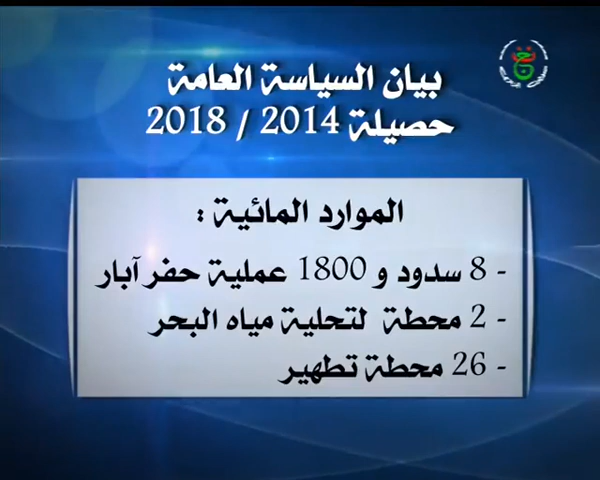 بيان السياسة العامة
حصيلة 2014 / 2018
الموارد المائية :
- 8 سدود و 1800 عملية حفر آبار
- 2 محطة لتحلية مياه البحر
- 26 محطة تطهير